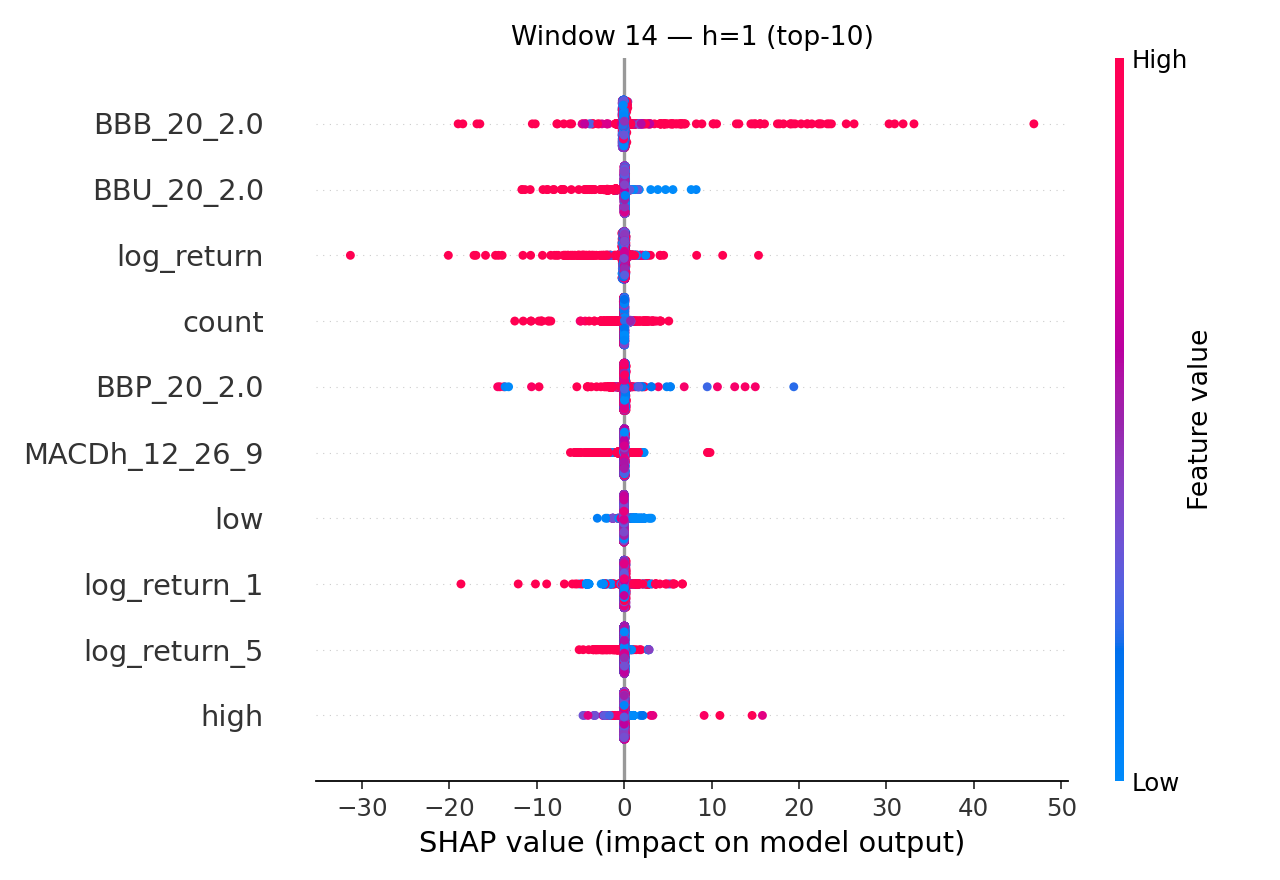 Window 14 — h=1 (top-10)
High
BBB_20_2.0
BBU_20_2.0
log_return
count
BBP_20_2.0
MACDh_12_26_9
low
log_return_1
log_return_5
high
Feature value
Low
−30 −20 −10 0 10 20 30 40 50
SHAP value (impact on model output)